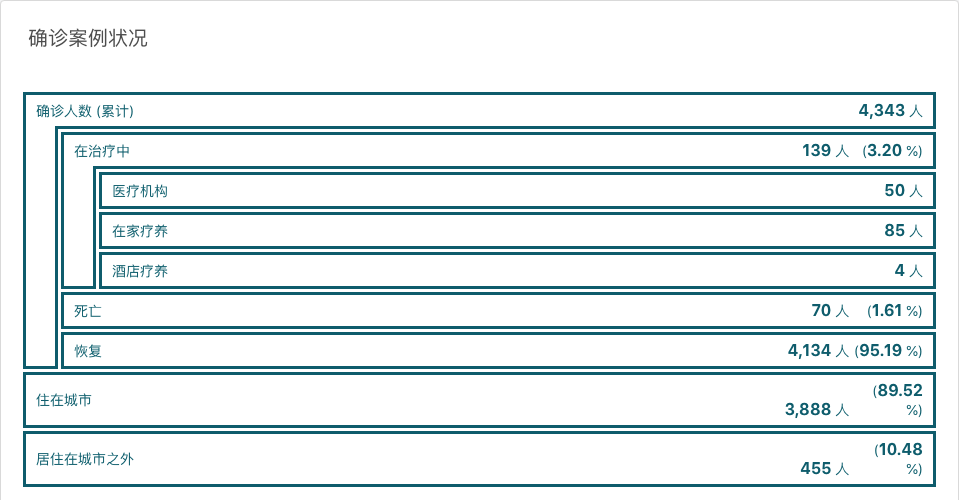 确诊案例状况
确诊人数 (累计) 4,343 人
在治疗中 139 人 (3.20 %)
医疗机构 50 人
在家疗养 85 人
酒店疗养 4 人
死亡 70 人 (1.61 %)
恢复 4,134 人 (95.19 %)
住在城市 3,888 人 (89.52
%)
居住在城市之外 455 人 (10.48
%)